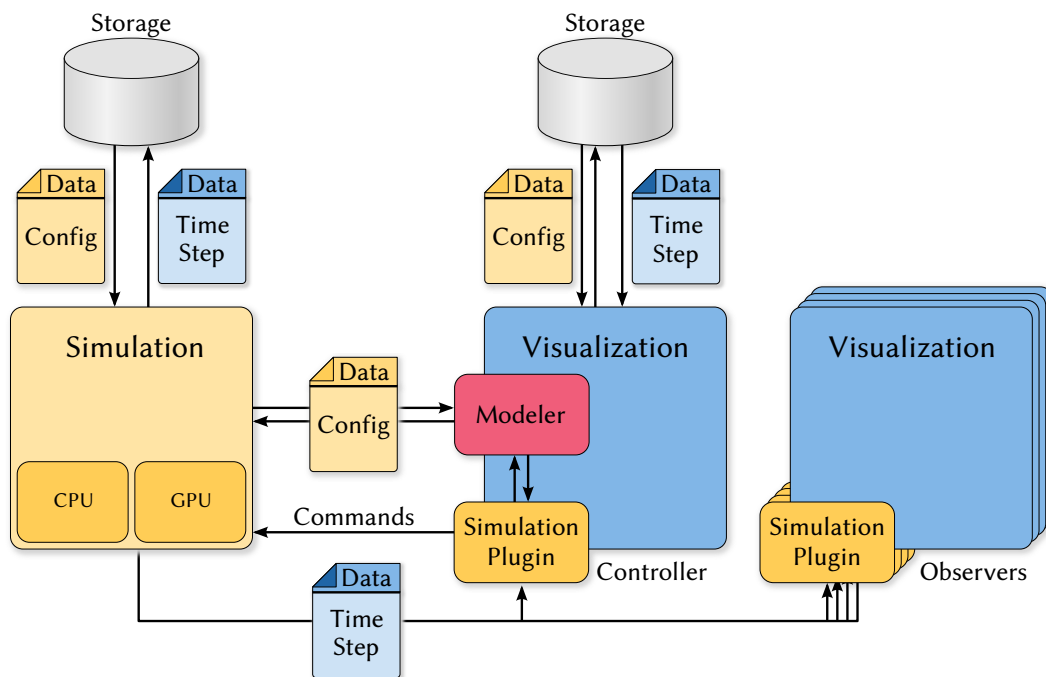 Storage
Storage
Data
Config
Data
Time
Step
Data
Config
Data
Time
Step
Simulation
Visualization
Visualization
Data
Config
Modeler
CPU
GPU
Commands
Simulation
Plugin
Controller
Simulation
Plugin
Observers
Data
Time
Step